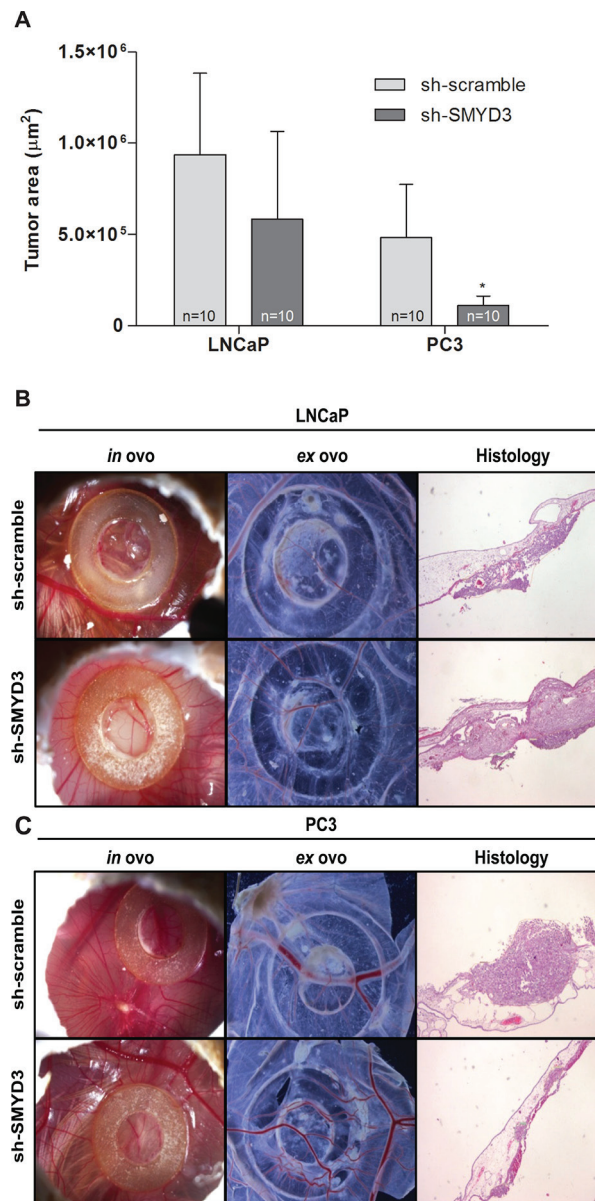 A
1.5×10⁶
1.0×10⁶
5.0×10⁵
0
Tumor area (μm²)
sh-scramble
sh-SMYD3
*
n=10 n=10 n=10 n=10
LNCaP PC3
B
LNCaP
in ovo ex ovo Histology
sh-scramble
sh-SMYD3
C
PC3
in ovo ex ovo Histology
sh-scramble
sh-SMYD3